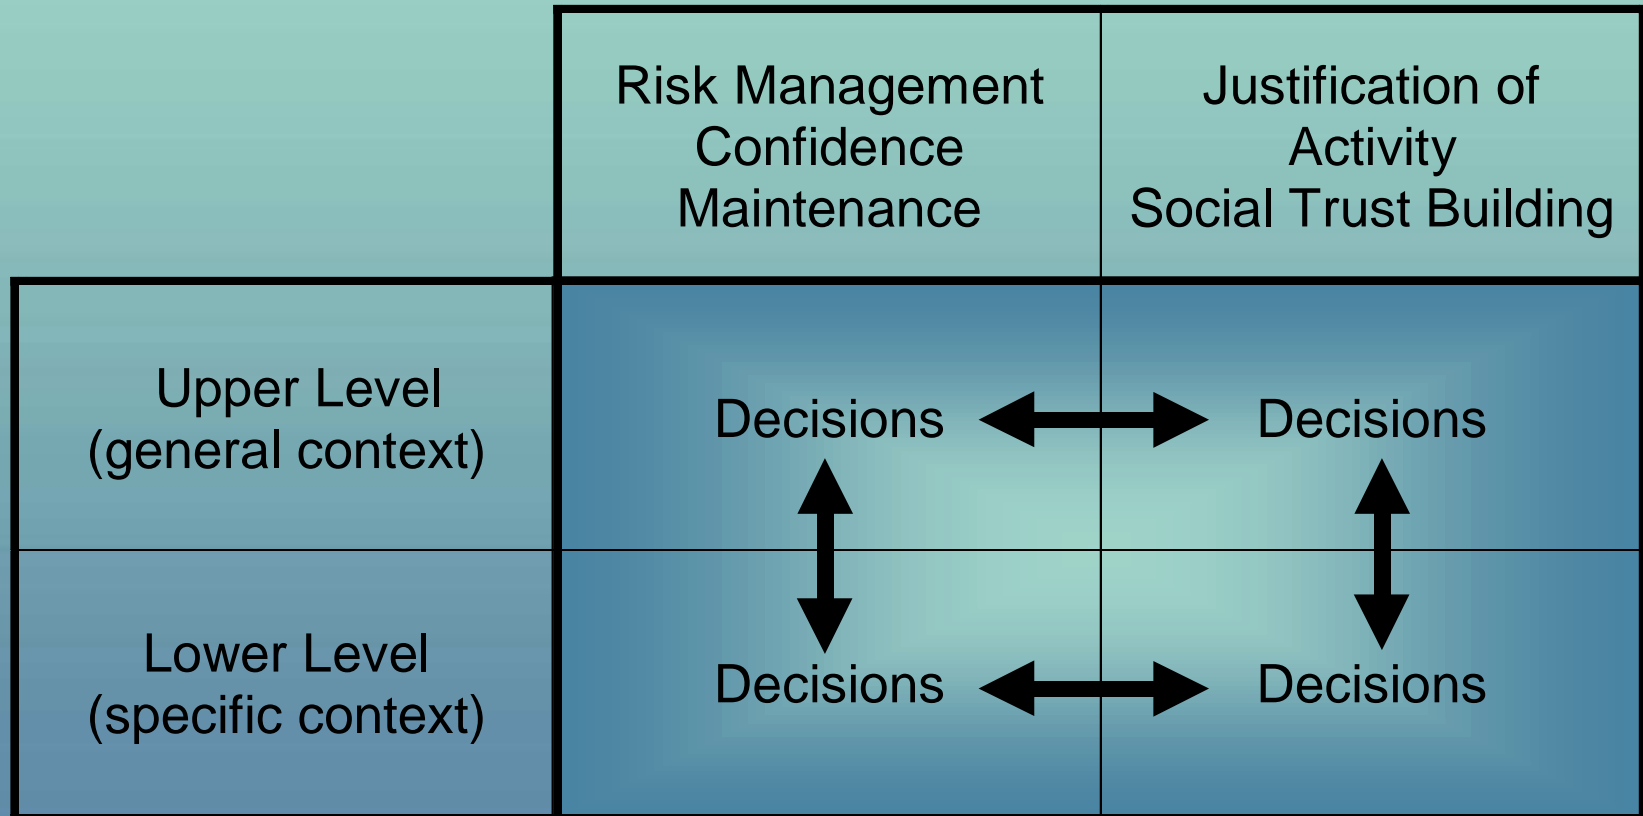 Risk Management
Confidence
Maintenance
Justification of
Activity
Social Trust Building
Upper Level
(general context)
Decisions
Decisions
Lower Level
(specific context)
Decisions
Decisions